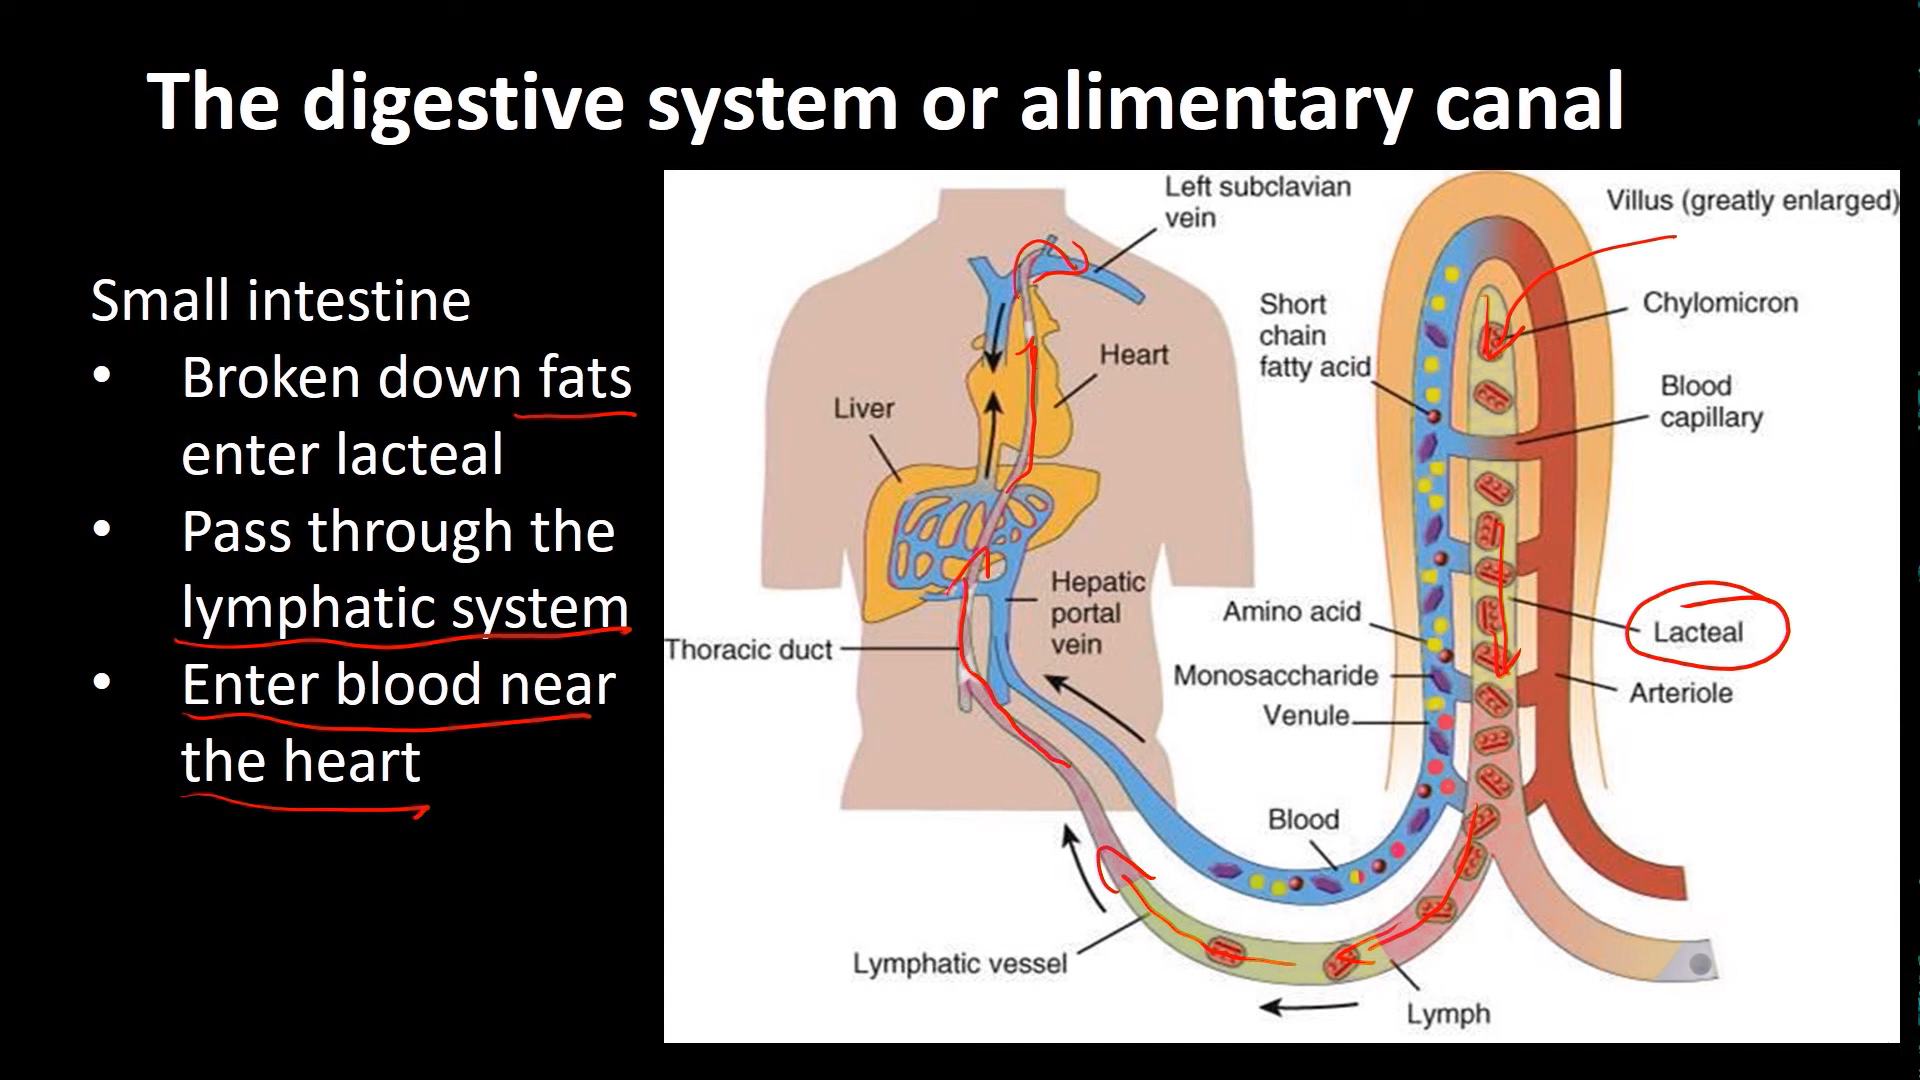 The digestive system or alimentary canal
Small intestine
• Broken down fats
enter lacteal
• Pass through the
lymphatic system
• Enter blood near
the heart
Left subclavian
vein
Villus (greatly enlarged)
Short
chain
fatty acid
Chylomicron
Heart
Blood
capillary
Liver
Hepatic
portal
vein
Amino acid
Lacteal
Thoracic duct
Monosaccharide
Arteriole
Venule
Blood
Lymphatic vessel
Lymph